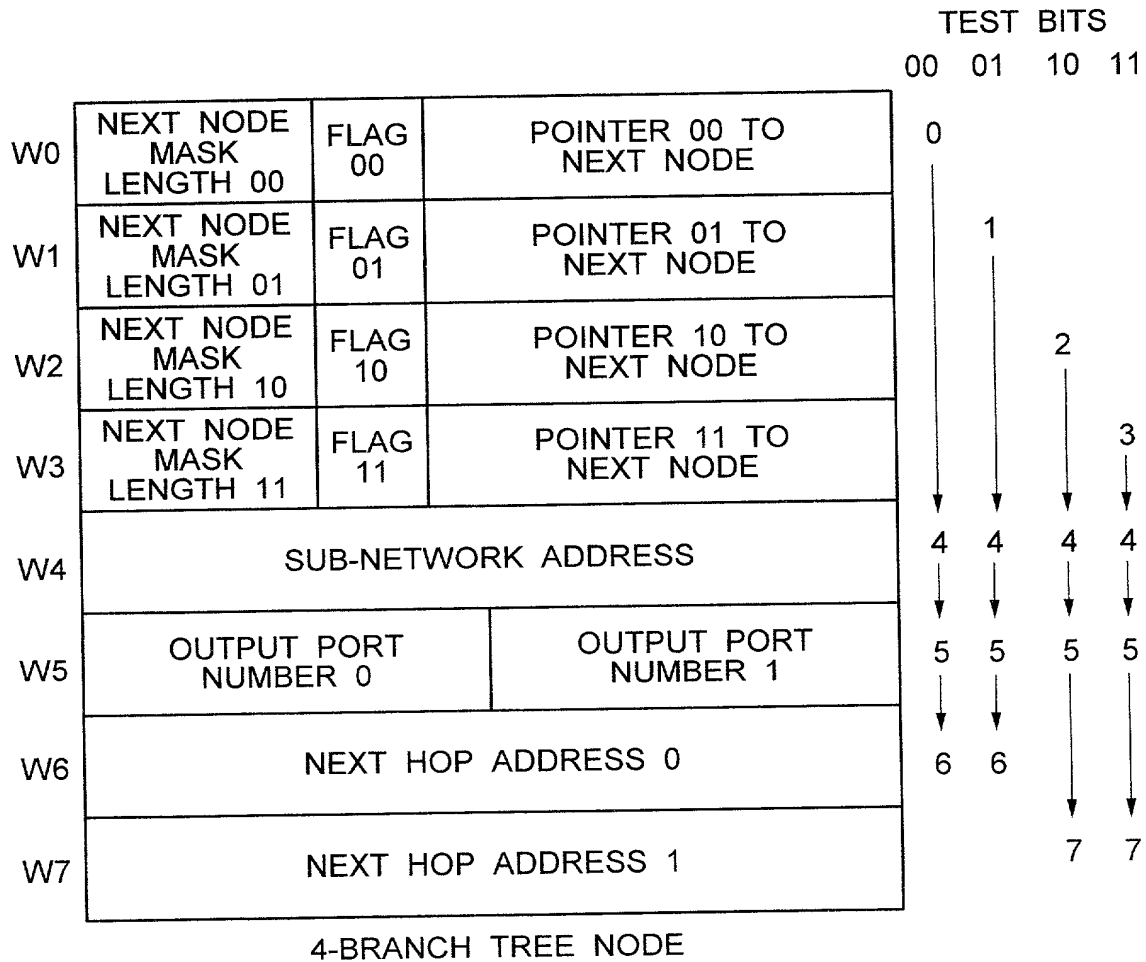 TEST BITS
00 01 10 11
W0
NEXT NODE
MASK
LENGTH 00
FLAG
00
POINTER 00 TO
NEXT NODE
0
W1
NEXT NODE
MASK
LENGTH 01
FLAG
01
POINTER 01 TO
NEXT NODE
1
W2
NEXT NODE
MASK
LENGTH 10
FLAG
10
POINTER 10 TO
NEXT NODE
2
W3
NEXT NODE
MASK
LENGTH 11
FLAG
11
POINTER 11 TO
NEXT NODE
3
W4
SUB-NETWORK ADDRESS
4 4 4 4
W5
OUTPUT PORT
NUMBER 0
OUTPUT PORT
NUMBER 1
5 5 5 5
W6
NEXT HOP ADDRESS 0
6 6
W7
NEXT HOP ADDRESS 1
7 7
4-BRANCH TREE NODE